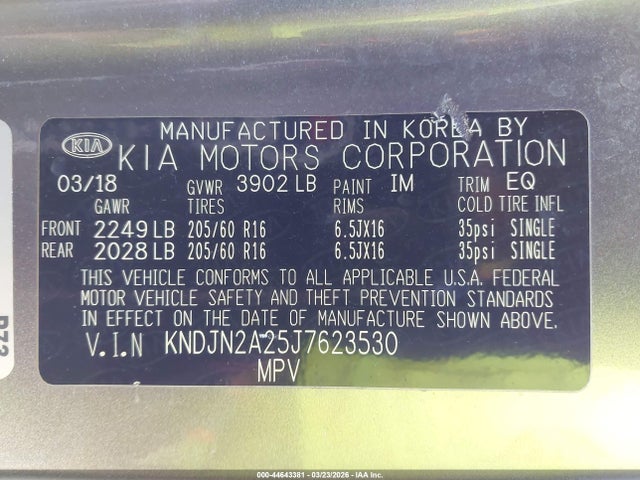 KIA
MANUFACTURED IN KOREA BY
KIA MOTORS CORPORATION
03/18 GVWR 3902 LB PAINT IM TRIM EQ
GAWR TIRES RIMS COLD TIRE INFL
FRONT 2249 LB 205/60 R16 6.5JX16 35psi SINGLE
REAR 2028 LB 205/60 R16 6.5JX16 35psi SINGLE
THIS VEHICLE CONFORMS TO ALL APPLICABLE U.S.A. FEDERAL
MOTOR VEHICLE SAFETY AND THEFT PREVENTION STANDARDS
IN EFFECT ON THE DATE OF MANUFACTURE SHOWN ABOVE.
V.I.N KNDJN2A25J7623530
MPV
000-44643381 - 03/23/2026 - IAA Inc.